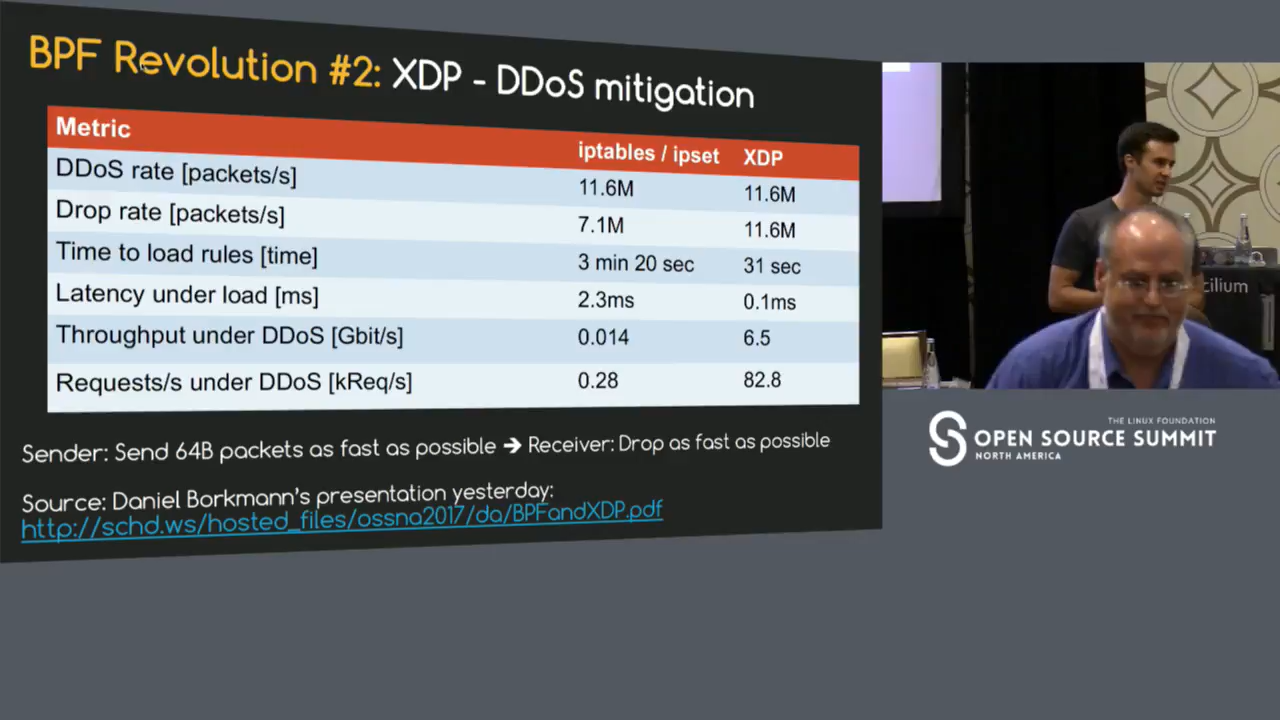 BPF Revolution #2: XDP - DDoS mitigation
Metric iptables / ipset XDP
DDoS rate [packets/s] 11.6M 11.6M
Drop rate [packets/s] 7.1M 11.6M
Time to load rules [time] 3 min 20 sec 31 sec
Latency under load [ms] 2.3ms 0.1ms
Throughput under DDoS [Gbit/s] 0.014 6.5
Requests/s under DDoS [kReq/s] 0.28 82.8
Sender: Send 64B packets as fast as possible ➔ Receiver: Drop as fast as possible
Source: Daniel Borkmann's presentation yesterday:
http://schd.ws/hosted_files/ossna2017/da/BPFandXDP.pdf
cilium
THE LINUX FOUNDATION
OPEN SOURCE SUMMIT
NORTH AMERICA